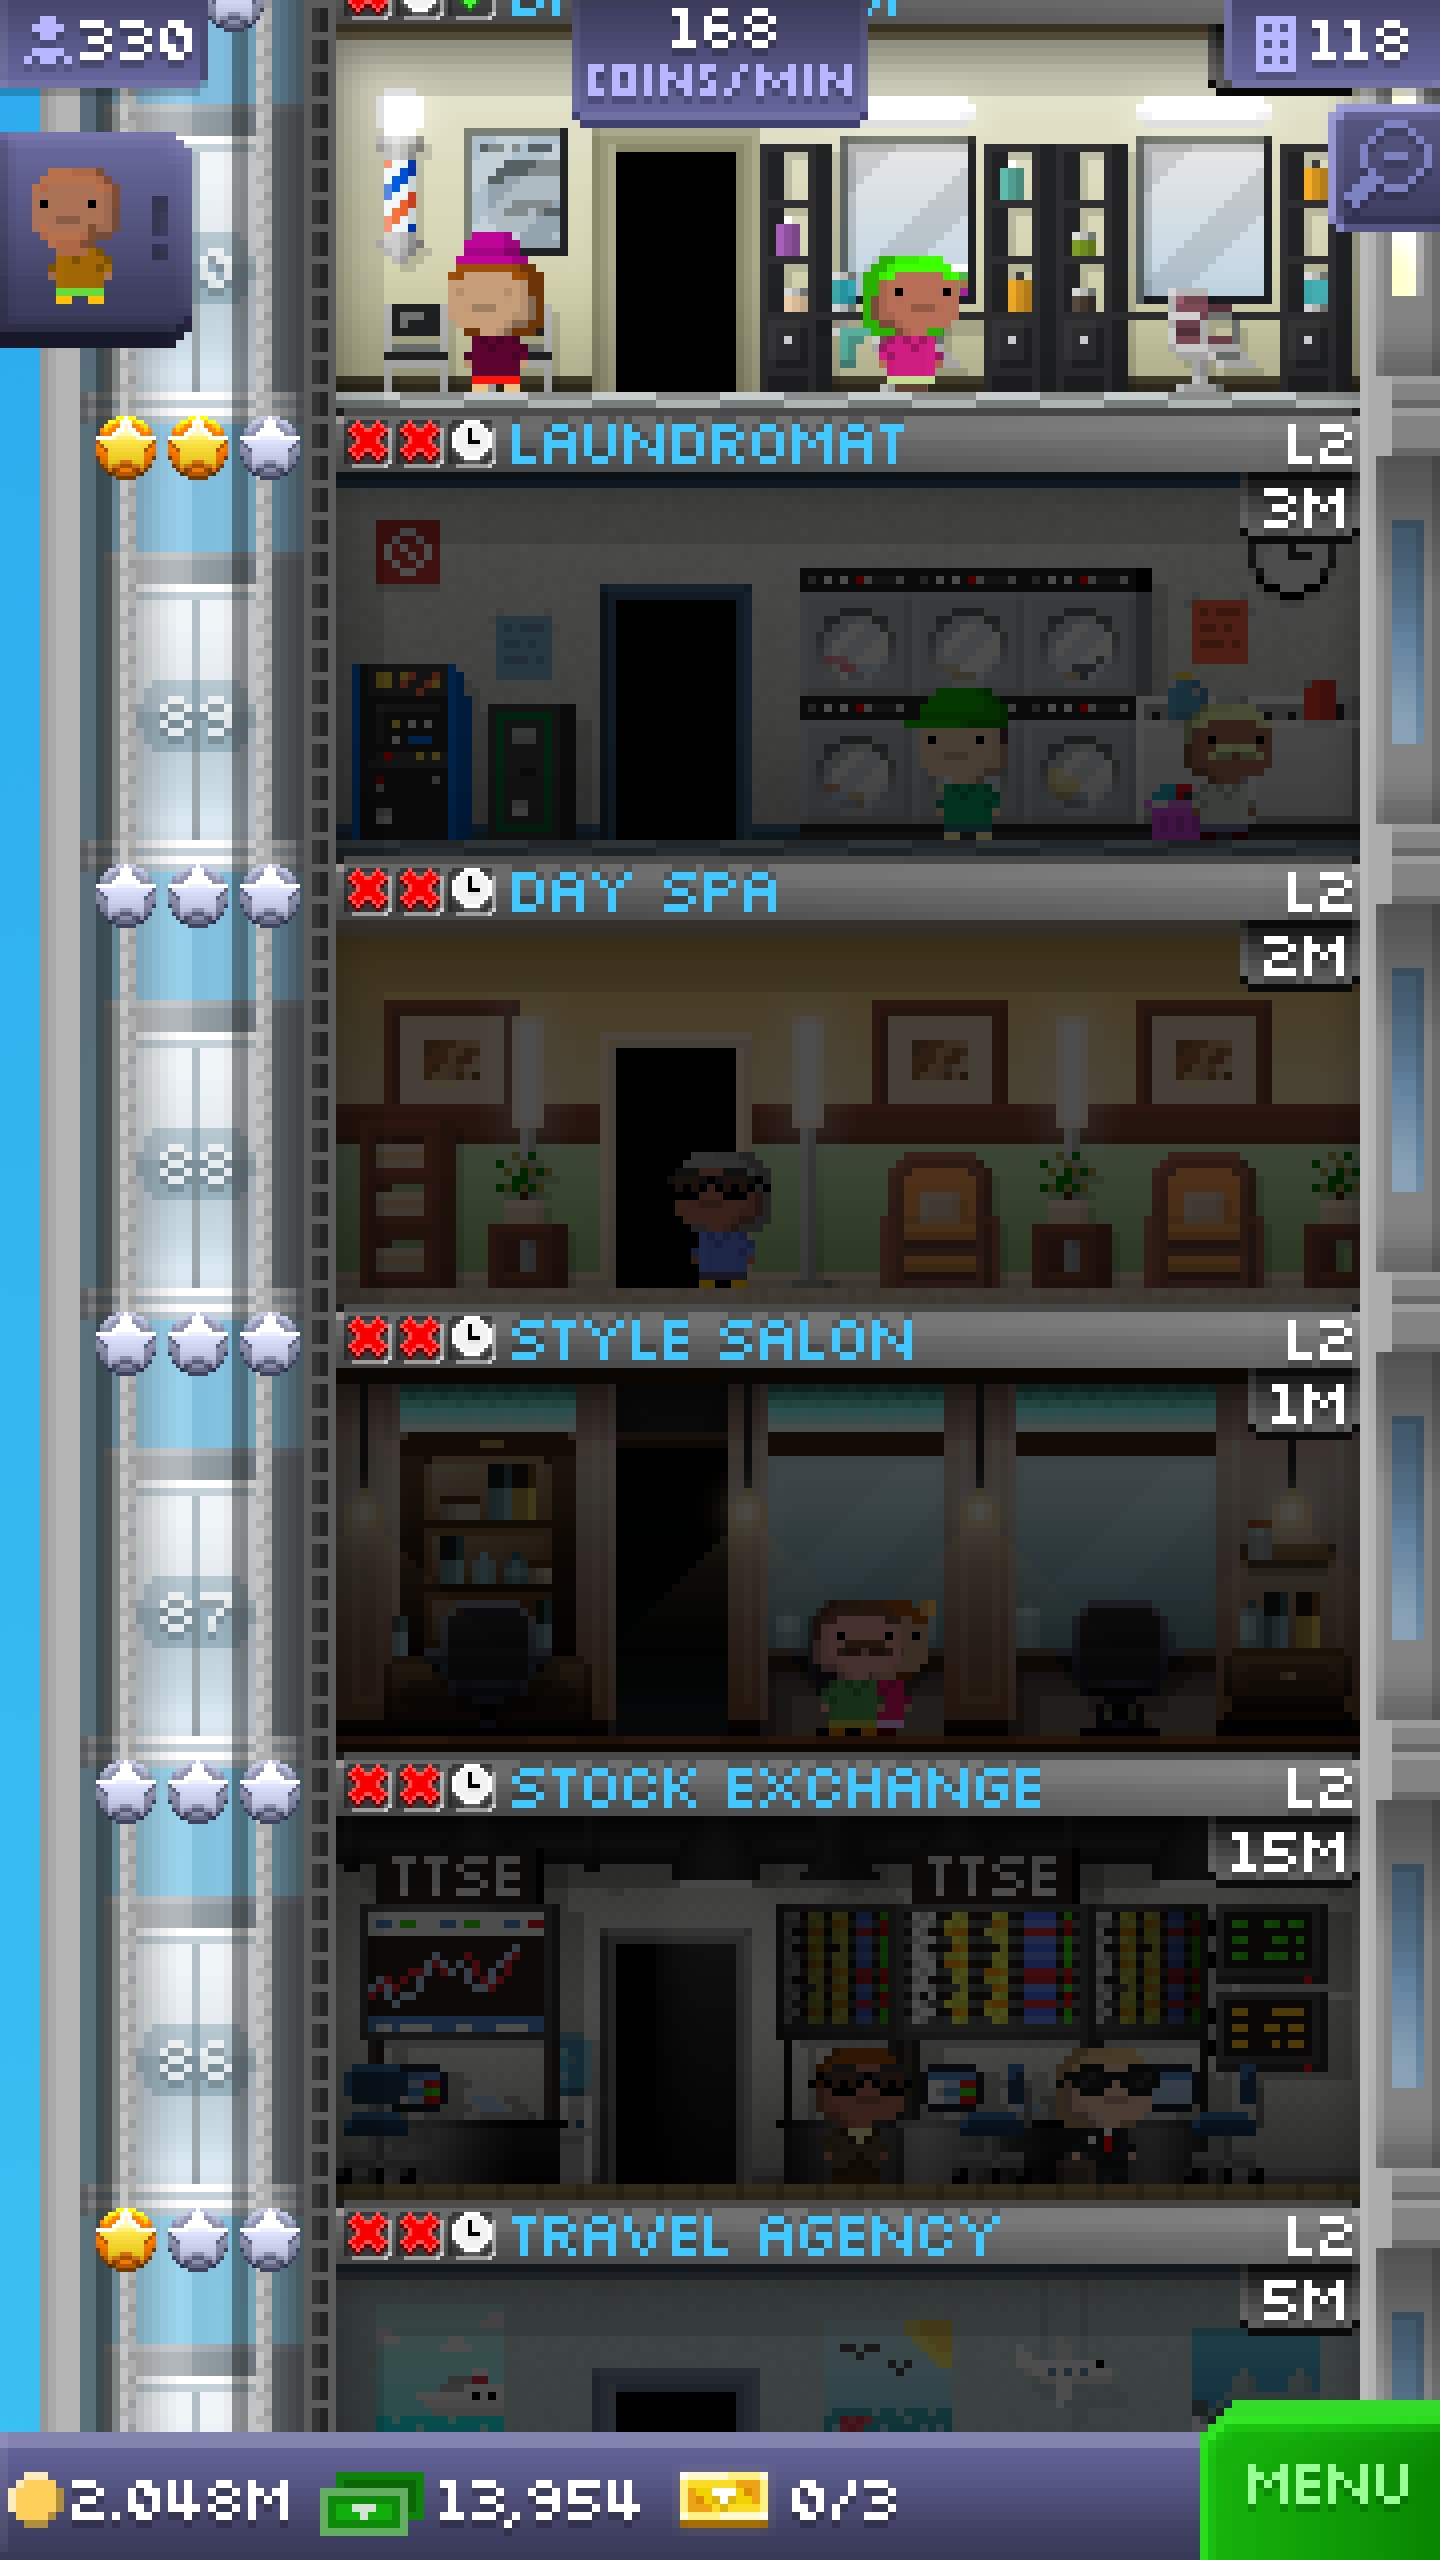 330
168
COINS/MIN
118
!
LAUNDROMAT L2
3M
89
DAY SPA L2
2M
88
STYLE SALON L2
1M
87
STOCK EXCHANGE L2
15M
TTSE TTSE
86
TRAVEL AGENCY L2
5M
2.048M 13,954 0/3
MENU